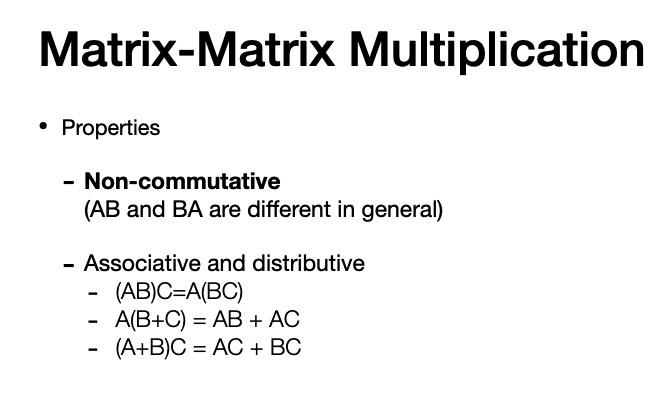 Matrix-Matrix Multiplication
• Properties
– Non-commutative
(AB and BA are different in general)
– Associative and distributive
– (AB)C=A(BC)
– A(B+C) = AB + AC
– (A+B)C = AC + BC